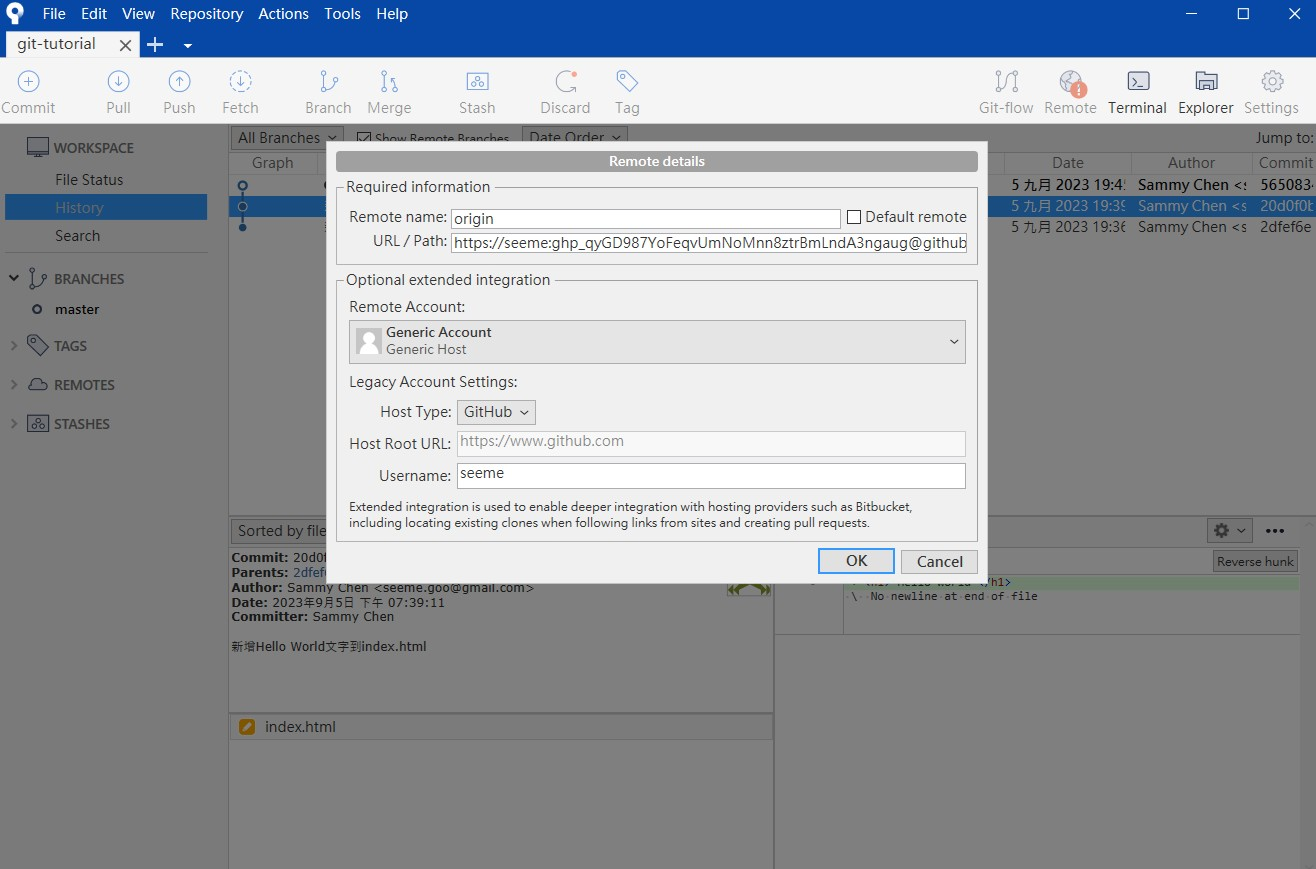 File Edit View Repository Actions Tools Help
git-tutorial
Commit Pull Push Fetch Branch Merge Stash Discard Tag Git-flow Remote Terminal Explorer Settings
All Branches Show Remote Branches Date Order Jump to:
Graph Date Author Commit
WORKSPACE
File Status
History
Search
BRANCHES
master
TAGS
REMOTES
STASHES
5 九月 2023 19:4 Sammy Chen <s 56508
5 九月 2023 19:39 Sammy Chen <s 20d0f0b
5 九月 2023 19:36 Sammy Chen <s 2dfef6e
Remote details
Required information
Remote name: origin Default remote
URL / Path: https://seeme: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@github
Optional extended integration
Remote Account:
Generic Account
Generic Host
Legacy Account Settings:
Host Type: GitHub
Host Root URL: https://www.github.com
Username: seeme
Extended integration is used to enable deeper integration with hosting providers such as Bitbucket,
including locating existing clones when following links from sites and creating pull requests.
OK Cancel
Sorted by file
Commit: 20d0f
Parents: 2dfef
Author: Sammy Chen <seeme.goo@gmail.com>
Date: 2023年9月5日 下午 07:39:11
Committer: Sammy Chen
新增Hello World文字到index.html
index.html
Reverse hunk
\ No newline at end of file